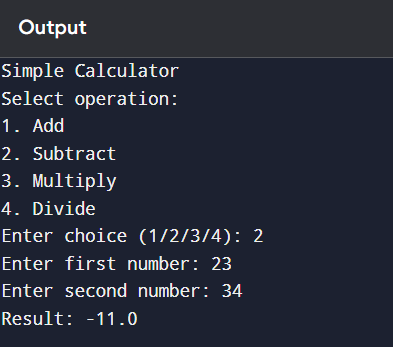 Output
Simple Calculator
Select operation:
1. Add
2. Subtract
3. Multiply
4. Divide
Enter choice (1/2/3/4): 2
Enter first number: 23
Enter second number: 34
Result: -11.0